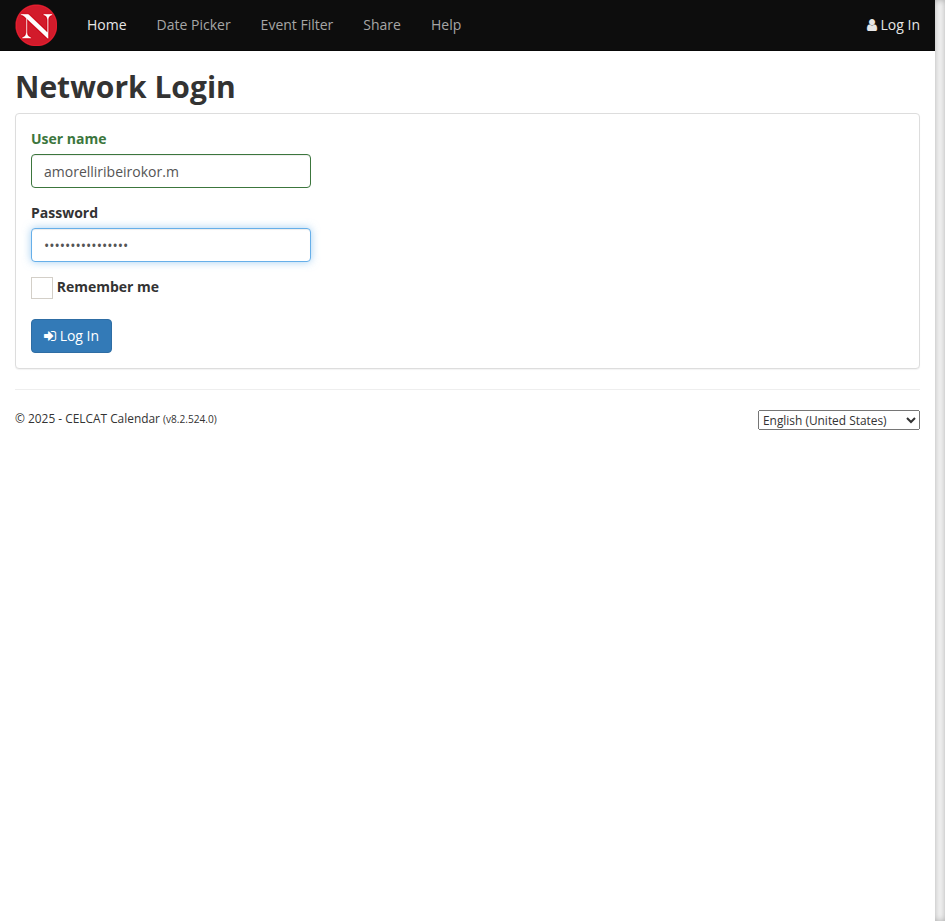 N Home Date Picker Event Filter Share Help Log In
Network Login
User name
amorelliribeirokor.m
Password
••••••••••••••••
Remember me
Log In
© 2025 - CELCAT Calendar (v8.2.524.0) English (United States)